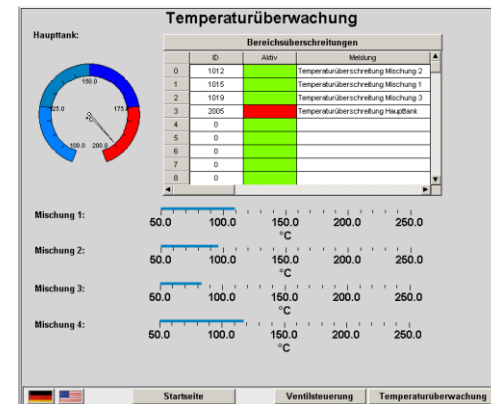 Temperaturüberwachung
Haupttank:
Bereichsüberschreitungen
ID Aktiv Meldung
0 1012 Temperaturüberschreitung Mischung 2
1 1015 Temperaturüberschreitung Mischung 1
2 1019 Temperaturüberschreitung Mischung 3
3 2005 Temperaturüberschreitung Haupttank
4 0
5 0
6 0
7 0
8 0
150.0
125.0 175.0
100.0 200.0
°C
Mischung 1:
50.0 100.0 150.0 200.0 250.0
°C
Mischung 2:
50.0 100.0 150.0 200.0 250.0
°C
Mischung 3:
50.0 100.0 150.0 200.0 250.0
°C
Mischung 4:
50.0 100.0 150.0 200.0 250.0
°C
Startseite Ventilsteuerung Temperaturüberwachung